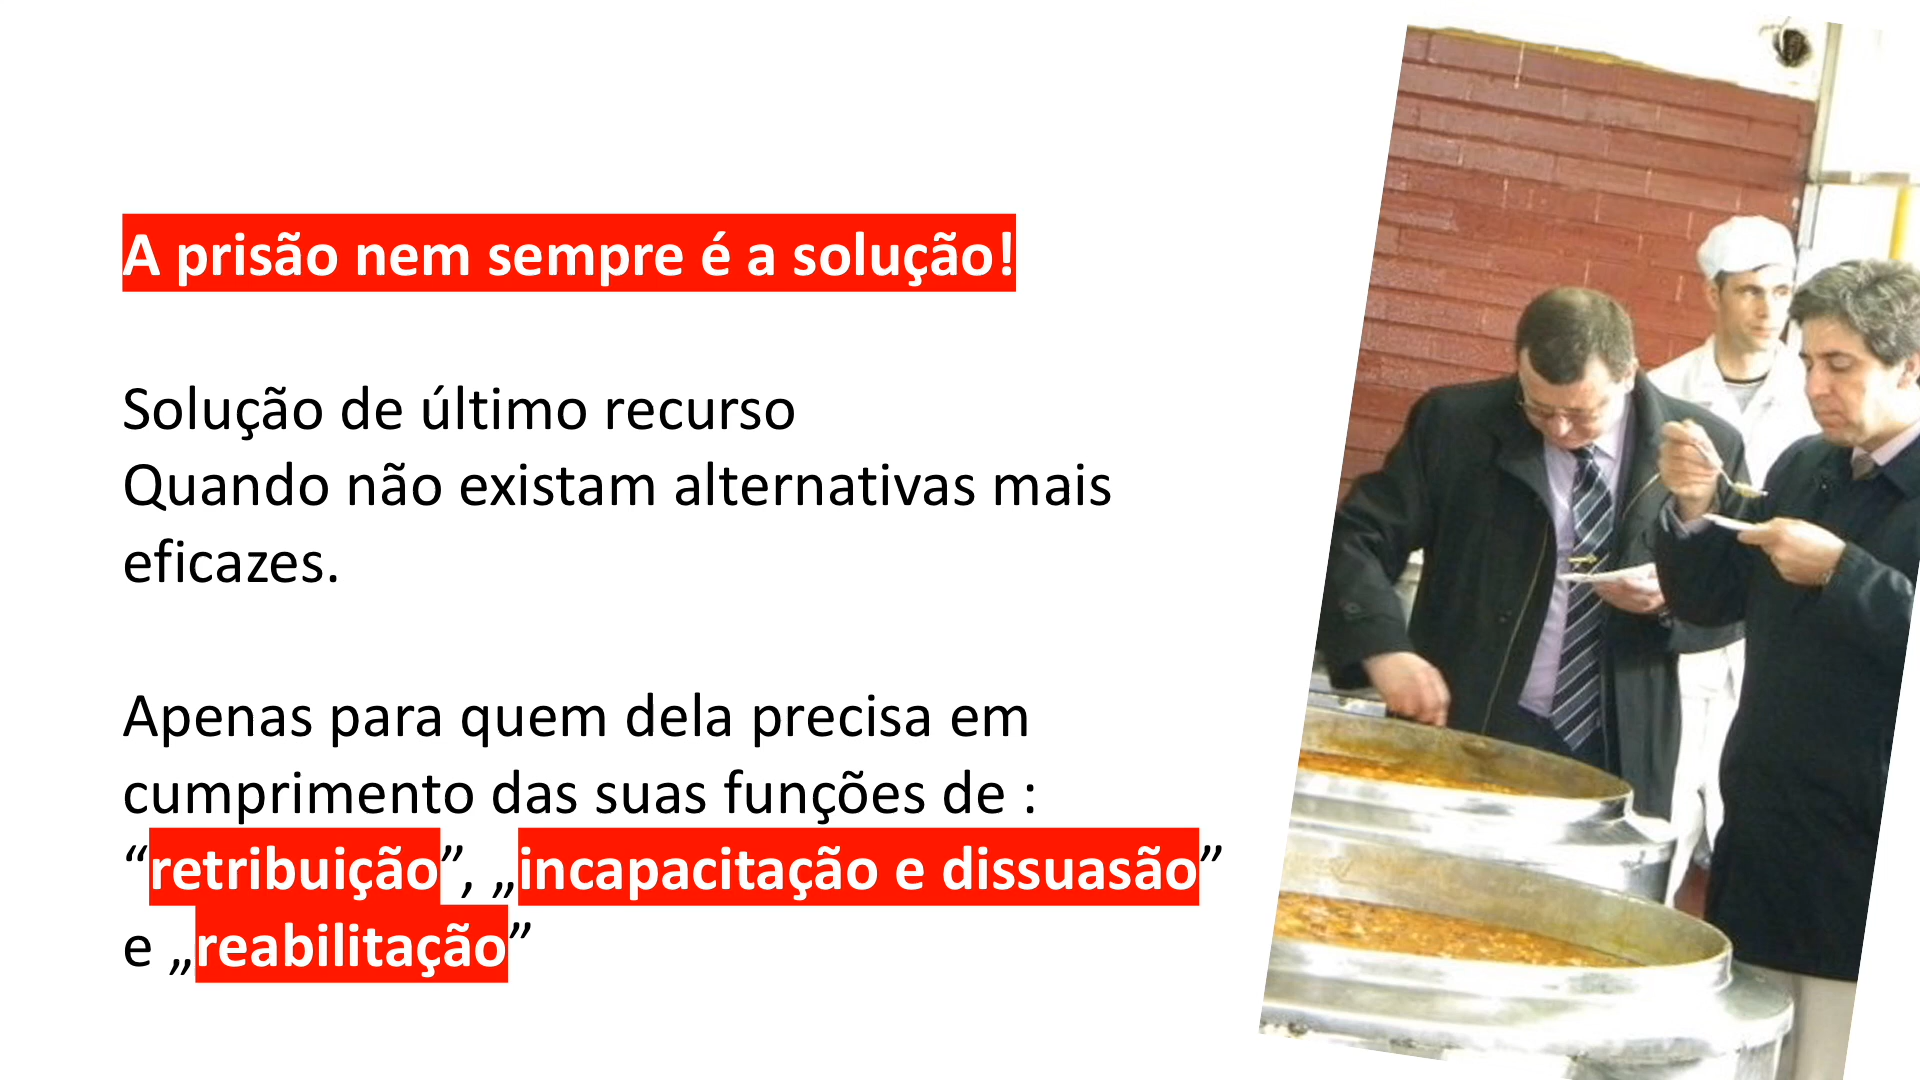 A prisão nem sempre é a solução!
Solução de último recurso
Quando não existam alternativas mais
eficazes.
Apenas para quem dela precisa em
cumprimento das suas funções de :
“retribuição”, „incapacitação e dissuasão”
e „reabilitação”